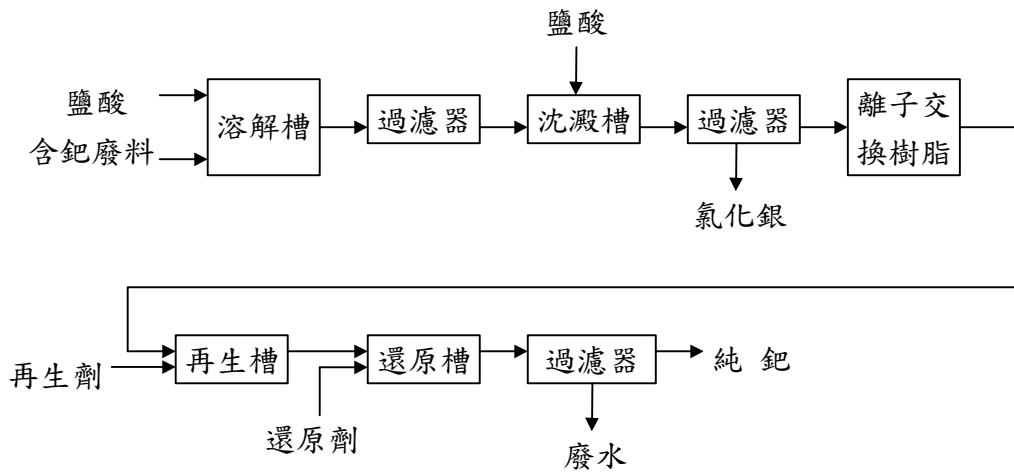 鹽酸
鹽酸
含鈀廢料
溶解槽
過濾器
沈澱槽
過濾器
離子交
換樹脂
氯化銀
再生劑
再生槽
還原槽
過濾器
純 鈀
還原劑
廢水